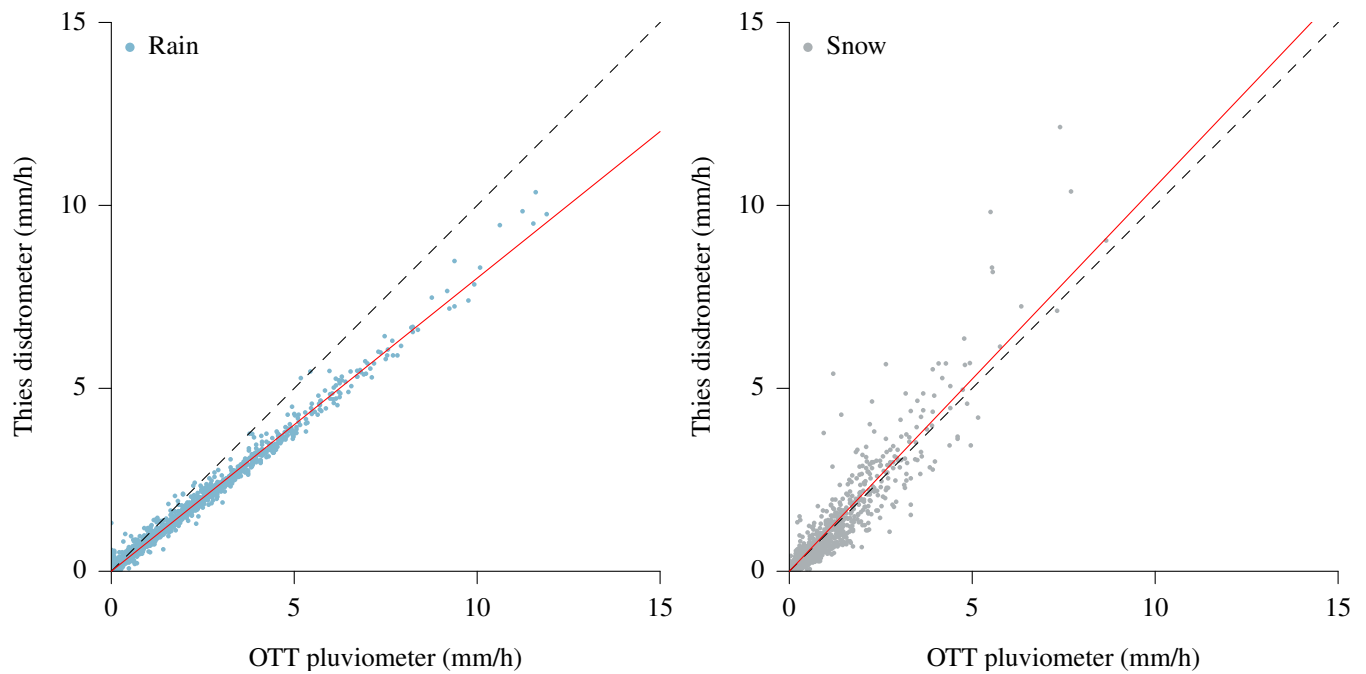 15
Rain
10
5
0
Thies disdrometer (mm/h)
0 5 10 15
OTT pluviometer (mm/h)
15
Snow
10
5
0
Thies disdrometer (mm/h)
0 5 10 15
OTT pluviometer (mm/h)